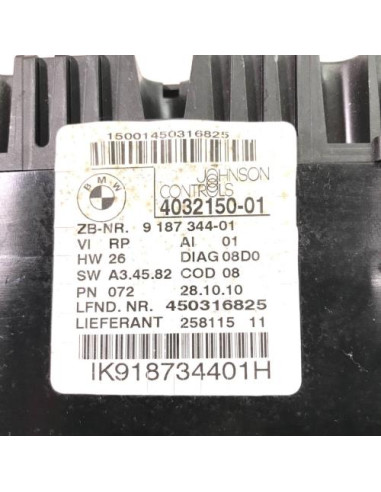 15001450316825
BMW
JOHNSON
CONTROLS
4032150-01
ZB-NR. 9 187 344-01
VI RP AI 01
HW 26 DIAG 08D0
SW A3.45.82 COD 08
PN 072 28.10.10
LFND. NR. 450316825
LIEFERANT 258115 11
IK918734401H